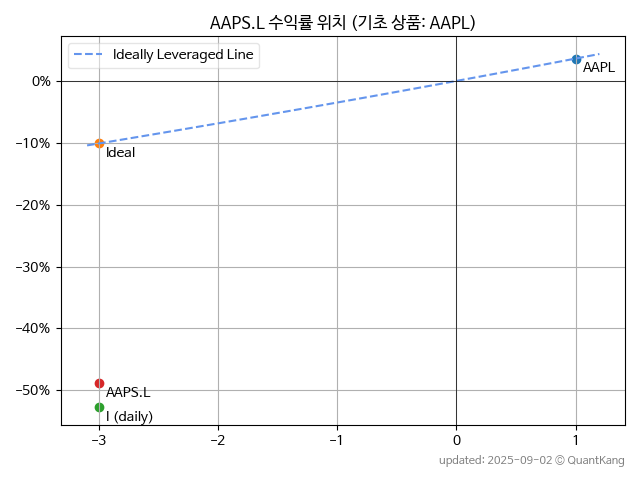 AAPS.L 수익률 위치 (기초 상품: AAPL)
Ideally Leveraged Line
0%
AAPL
-10%
Ideal
-20%
-30%
-40%
-50%
AAPS.L
I (daily)
-3
-2
-1
0
1
updated: 2025-09-02 © QuantKang